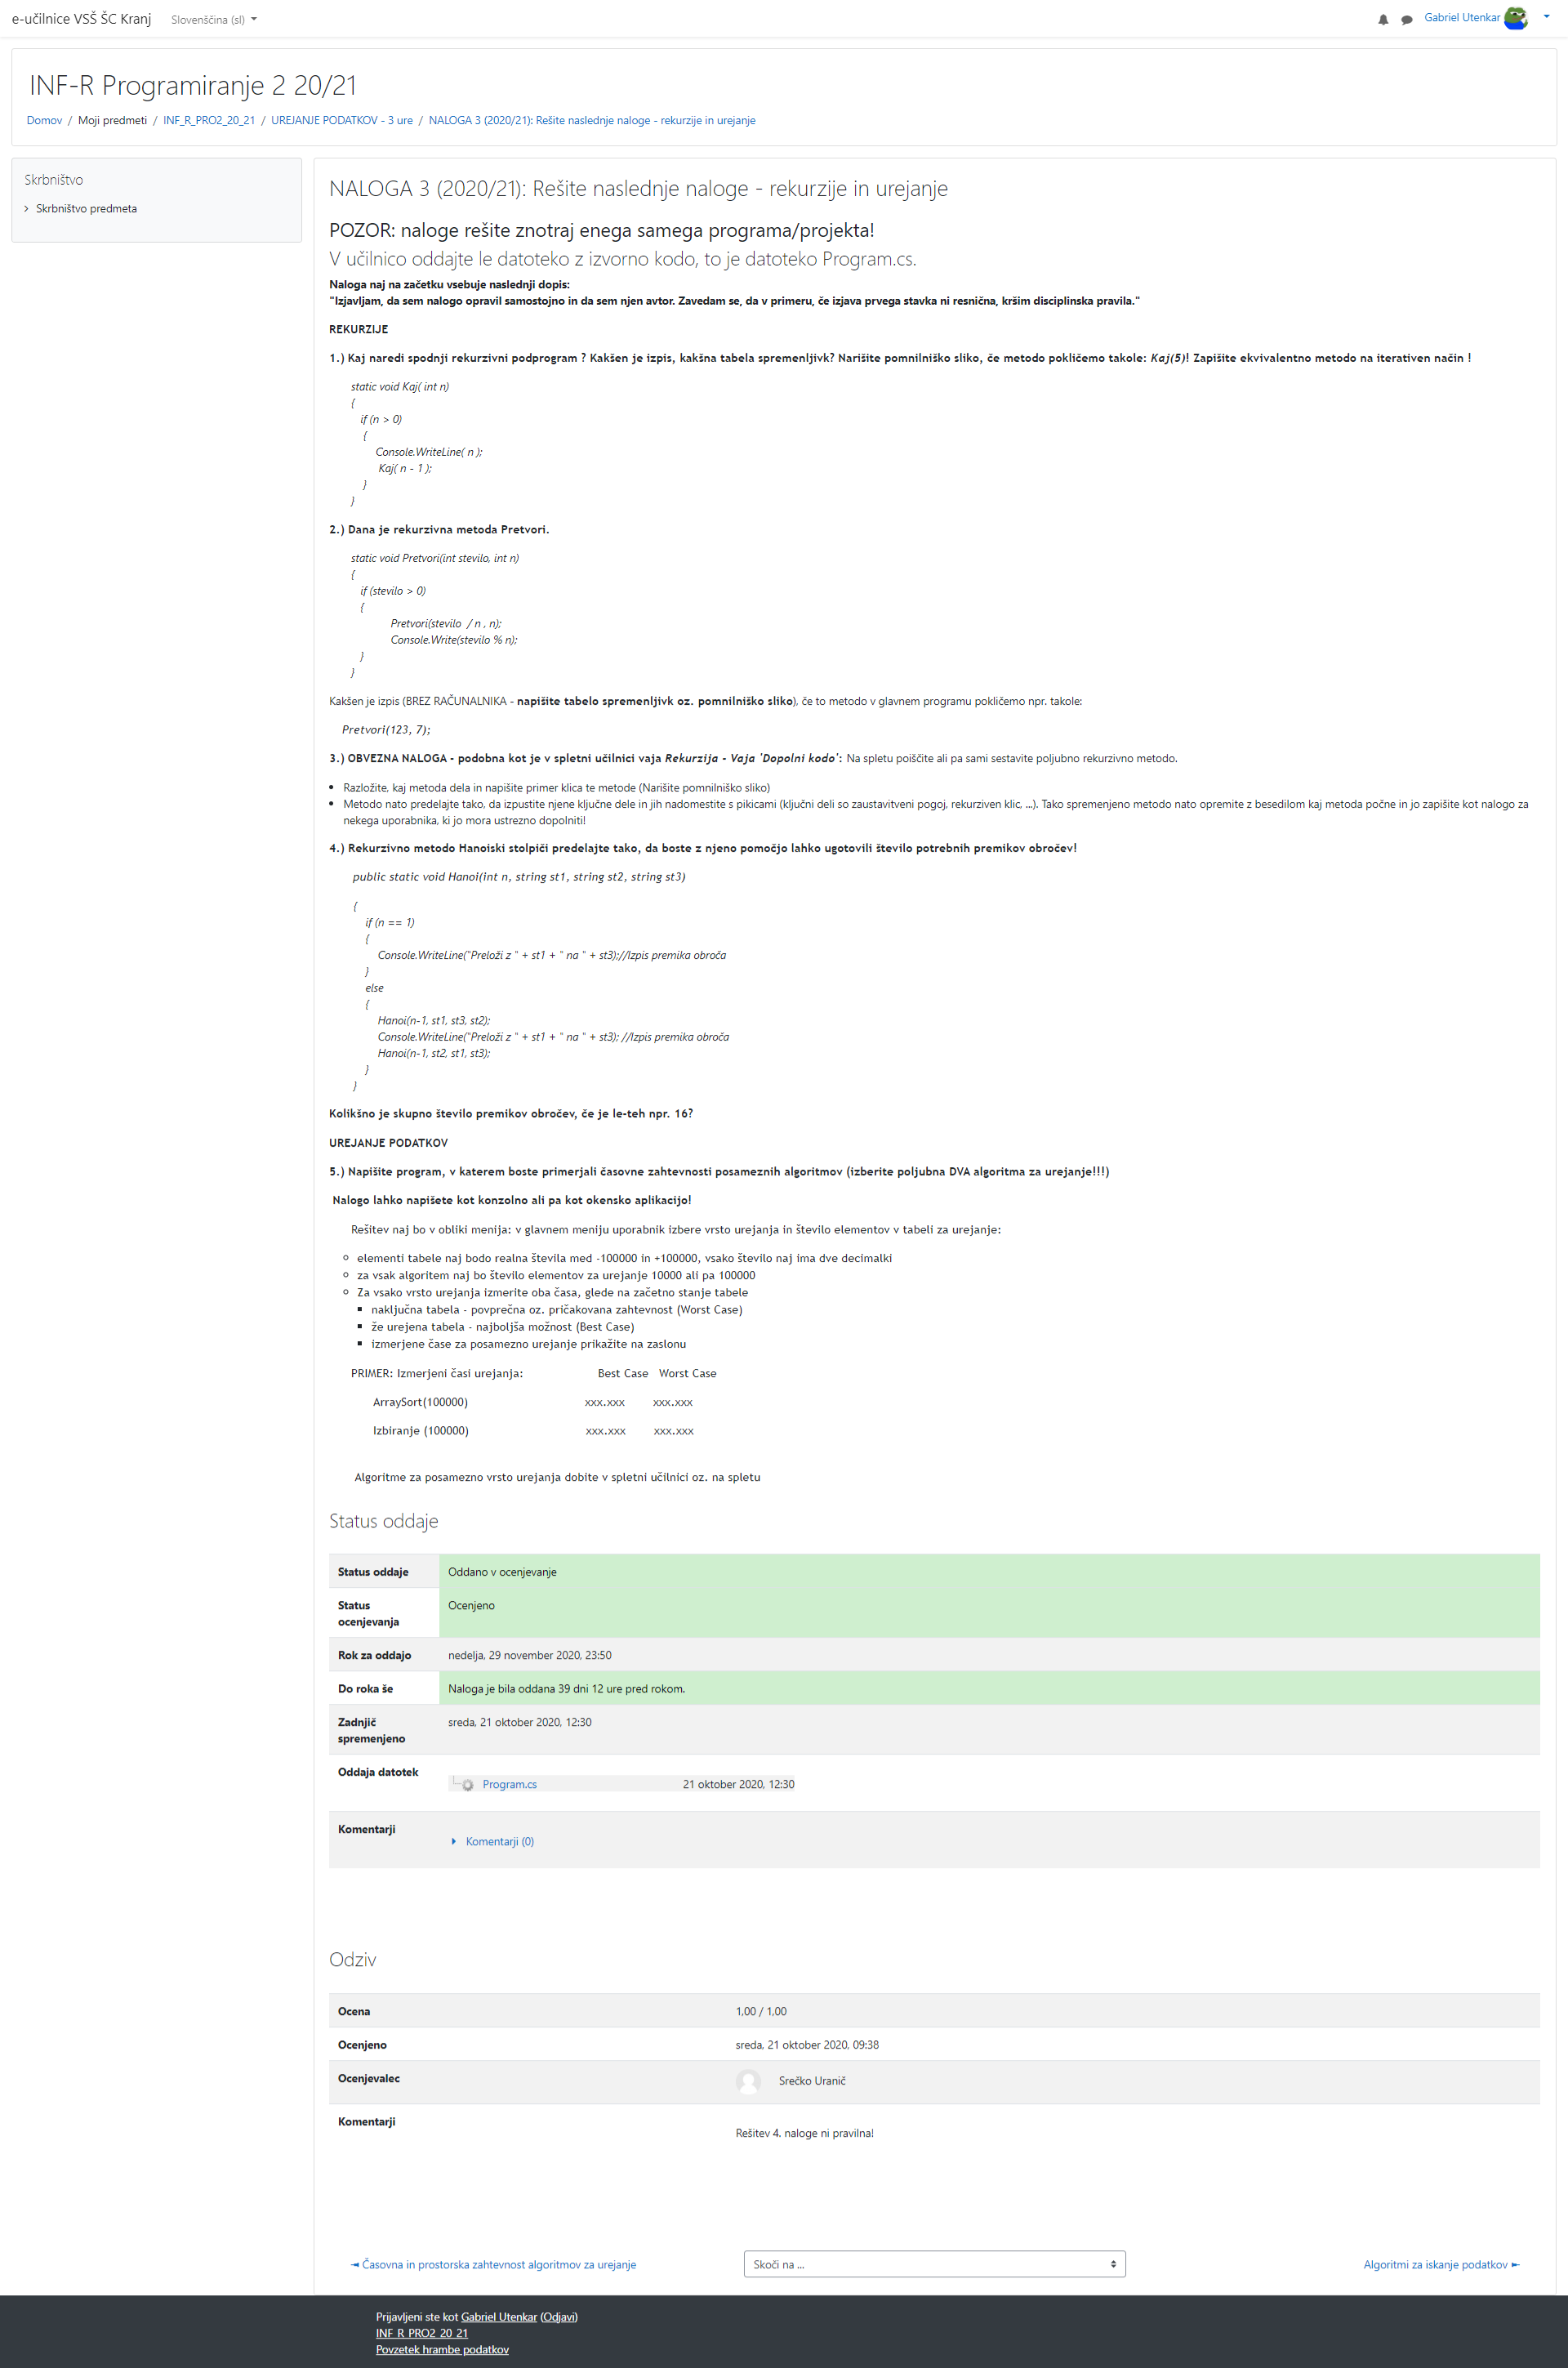 e-učilnice VSŠ ŠC Kranj Slovenščina (sl) Gabriel Utenkar
INF-R Programiranje 2 20/21
Domov / Moji predmeti / INF_R_PRO2_20_21 / UREJANJE PODATKOV - 3 ure / NALOGA 3 (2020/21): Rešite naslednje naloge - rekurzije in urejanje
Skrbništvo
Skrbništvo predmeta
NALOGA 3 (2020/21): Rešite naslednje naloge - rekurzije in urejanje
POZOR: naloge rešite znotraj enega samega programa/projekta!
V učilnico oddajte le datoteko z izvorno kodo, to je datoteko Program.cs.
Naloga naj na začetku vsebuje naslednji dopis:
"Izjavljam, da sem nalogo opravil samostojno in da sem njen avtor. Zavedam se, da v primeru, če izjava prvega stavka ni resnična, kršim disciplinska pravila."
REKURZIJE
1.) Kaj naredi spodnji rekurzivni podprogram ? Kakšen je izpis, kakšna tabela spremenljivk? Narišite pomnilniško sliko, če metodo pokličemo takole: Kaj(5)! Zapišite ekvivalentno metodo na iterativen način !
static void Kaj( int n)
{
if (n > 0)
{
Console.WriteLine( n );
Kaj( n - 1 );
}
}
2.) Dana je rekurzivna metoda Pretvori.
static void Pretvori(int stevilo, int n)
{
if (stevilo > 0)
{
Pretvori(stevilo / n , n);
Console.Write(stevilo % n);
}
}
Kakšen je izpis (BREZ RAČUNALNIKA - napišite tabelo spremenljivk oz. pomnilniško sliko), če to metodo v glavnem programu pokličemo npr. takole:
Pretvori(123, 7);
3.) OBVEZNA NALOGA - podobna kot je v spletni učilnici vaja Rekurzija - Vaja 'Dopolni kodo': Na spletu poiščite ali pa sami sestavite poljubno rekurzivno metodo.
• Razložite, kaj metoda dela in napišite primer klica te metode (Narišite pomnilniško sliko)
• Metodo nato predelajte tako, da izpustite njene ključne dele in jih nadomestite s pikicami (ključni deli so zaustavitveni pogoj, rekurziven klic, ...). Tako spremenjeno metodo nato opremite z besedilom kaj metoda počne in jo zapišite kot nalogo za
nekega uporabnika, ki jo mora ustrezno dopolniti!
4.) Rekurzivno metodo Hanoiski stolpiči predelajte tako, da boste z njeno pomočjo lahko ugotovili število potrebnih premikov obročev!
public static void Hanoi(int n, string st1, string st2, string st3)
{
if (n == 1)
{
Console.WriteLine("Preloži z " + st1 + " na " + st3);//Izpis premika obroča
}
else
{
Hanoi(n-1, st1, st3, st2);
Console.WriteLine("Preloži z " + st1 + " na " + st3); //Izpis premika obroča
Hanoi(n-1, st2, st1, st3);
}
}
Kolikšno je skupno število premikov obročev, če je le-teh npr. 16?
UREJANJE PODATKOV
5.) Napišite program, v katerem boste primerjali časovne zahtevnosti posameznih algoritmov (izberite poljubna DVA algoritma za urejanje!!!)
Nalogo lahko napišete kot konzolno ali pa kot okensko aplikacijo!
Rešitev naj bo v obliki menija: v glavnem meniju uporabnik izbere vrsto urejanja in število elementov v tabeli za urejanje:
elementi tabele naj bodo realna števila med -100000 in +100000, vsako število naj ima dve decimalki
za vsak algoritem naj bo število elementov za urejanje 10000 ali pa 100000
Za vsako vrsto urejanja izmerite oba časa, glede na začetno stanje tabele
naključna tabela - povprečna oz. pričakovana zahtevnost (Worst Case)
že urejena tabela - najboljša možnost (Best Case)
izmerjene čase za posamezno urejanje prikažite na zaslonu
PRIMER: Izmerjeni časi urejanja: Best Case Worst Case
ArraySort(100000) xxx.xxx xxx.xxx
Izbiranje (100000) xxx.xxx xxx.xxx
Algoritme za posamezno vrsto urejanja dobite v spletni učilnici oz. na spletu
Status oddaje
Status oddaje Oddano v ocenjevanje
Status ocenjevanja Ocenjeno
Rok za oddajo nedelja, 29 november 2020, 23:50
Do roka še Naloga je bila oddana 39 dni 12 ure pred rokom.
Zadnjič spremenjeno sreda, 21 oktober 2020, 12:30
Oddaja datotek Program.cs 21 oktober 2020, 12:30
Komentarji Komentarji (0)
Odziv
Ocena 1,00 / 1,00
Ocenjeno sreda, 21 oktober 2020, 09:38
Ocenjevalec Srečko Uranič
Komentarji Rešitev 4. naloge ni pravilna!
◄ Časovna in prostorska zahtevnost algoritmov za urejanje Skoči na ... Algoritmi za iskanje podatkov ►
Prijavljeni ste kot Gabriel Utenkar (Odjavi)
INF_R_PRO2_20_21
Povzetek hrambe podatkov